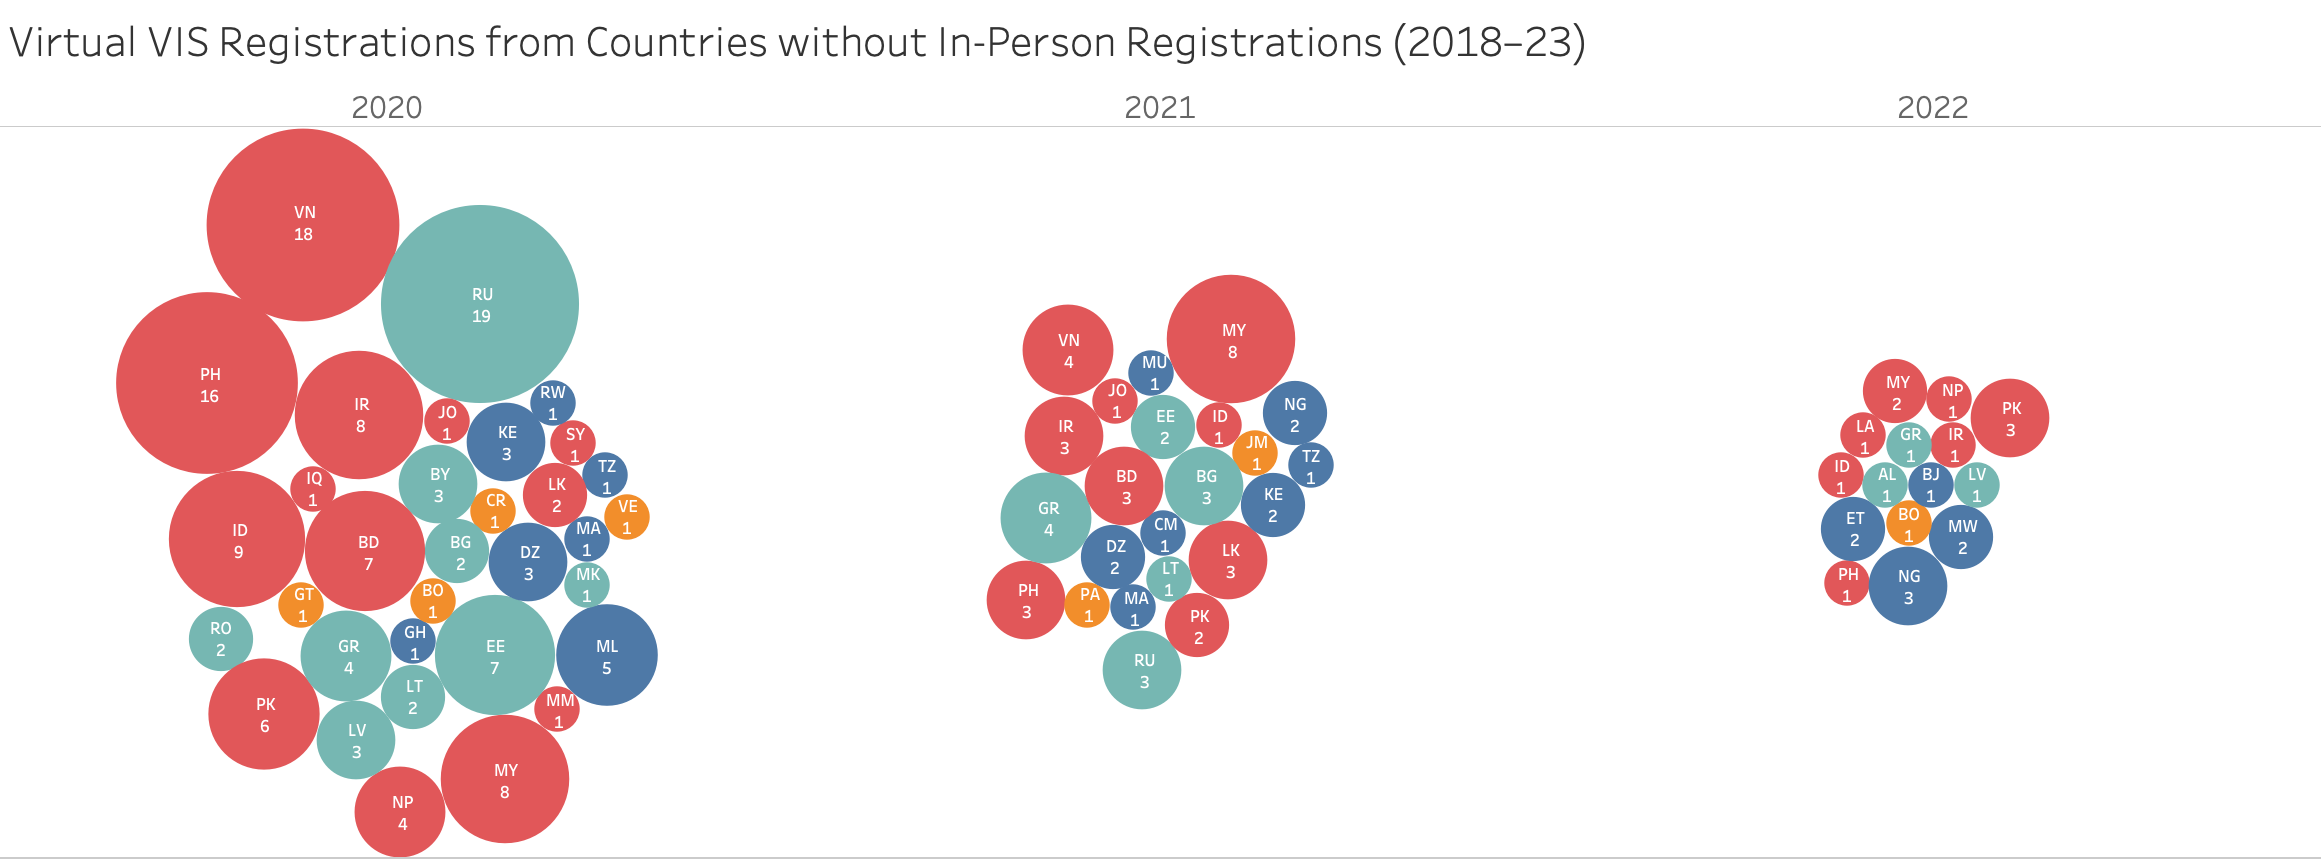 Virtual VIS Registrations from Countries without In-Person Registrations (2018–23)
2020
2021
2022
VN
18
RU
19
PH
16
IR
8
JO
1
KE
3
RW
1
SY
1
TZ
1
IQ
1
BY
3
CR
1
LK
2
VE
1
ID
9
BD
7
BG
2
DZ
3
MA
1
MK
1
GT
1
BO
1
RO
2
GR
4
GH
1
EE
7
ML
5
PK
6
LT
2
MM
1
LV
3
MY
8
NP
4
VN
4
MU
1
MY
8
JO
1
IR
3
EE
2
ID
1
NG
2
JM
1
TZ
1
BD
3
BG
3
KE
2
GR
4
CM
1
DZ
2
LK
3
LT
1
PH
3
PA
1
MA
1
PK
2
RU
3
MY
2
NP
1
PK
3
LA
1
GR
1
IR
1
ID
1
AL
1
BJ
1
LV
1
ET
2
BO
1
MW
2
PH
1
NG
3